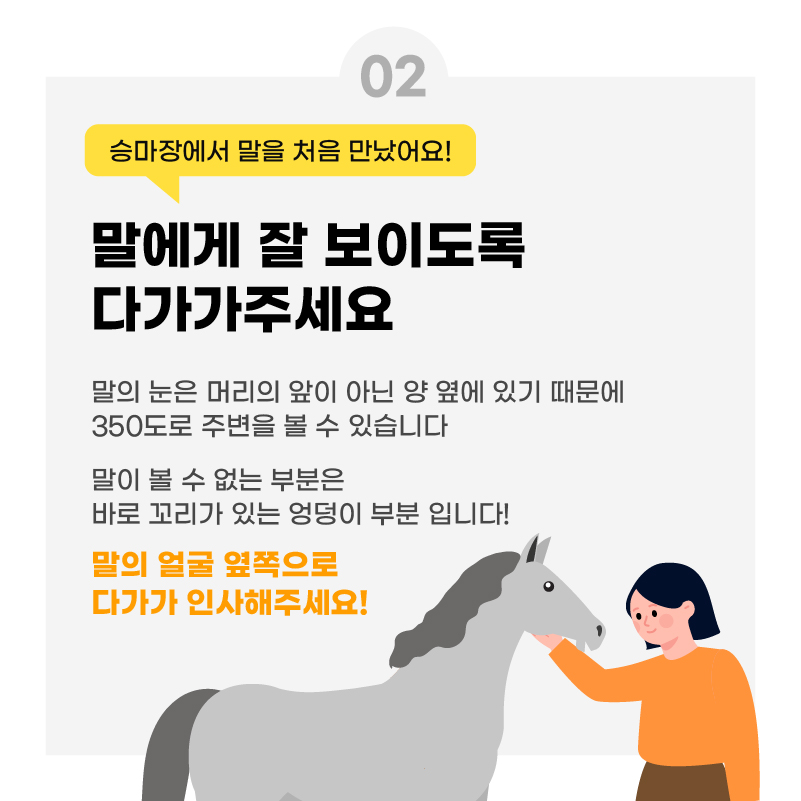 02
승마장에서 말을 처음 만났어요!
말에게 잘 보이도록
다가가주세요
말의 눈은 머리의 앞이 아닌 양 옆에 있기 때문에
350도로 주변을 볼 수 있습니다
말이 볼 수 없는 부분은
바로 꼬리가 있는 엉덩이 부분 입니다!
말의 얼굴 옆쪽으로
다가가 인사해주세요!